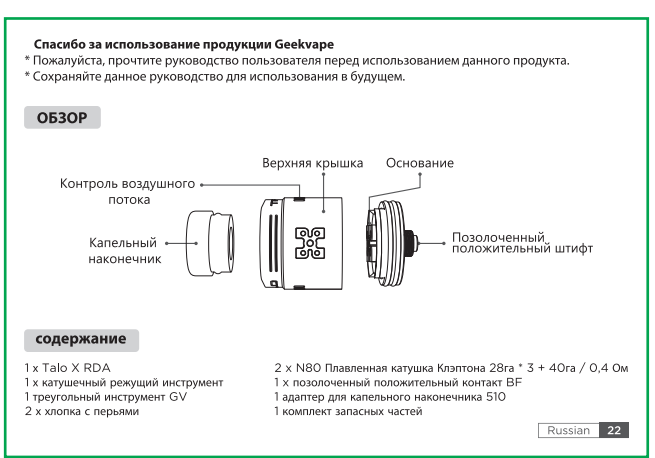 Спасибо за использование продукции Geekvape
* Пожалуйста, прочтите руководство пользователя перед использованием данного продукта.
* Сохраняйте данное руководство для использования в будущем.
ОБЗОР
Верхняя крышка
Основание
Контроль воздушного
потока
Капельный
наконечник
Позолоченный
положительный штифт
содержание
1 x Talo X RDA
1 x катушечный режущий инструмент
1 треугольный инструмент GV
2 x хлопка с перьями
2 x N80 Плавленная катушка Клэптона 28га * 3 + 40га / 0,4 Ом
1 x позолоченный положительный контакт BF
1 адаптер для капельного наконечника 510
1 комплект запасных частей
Russian 22